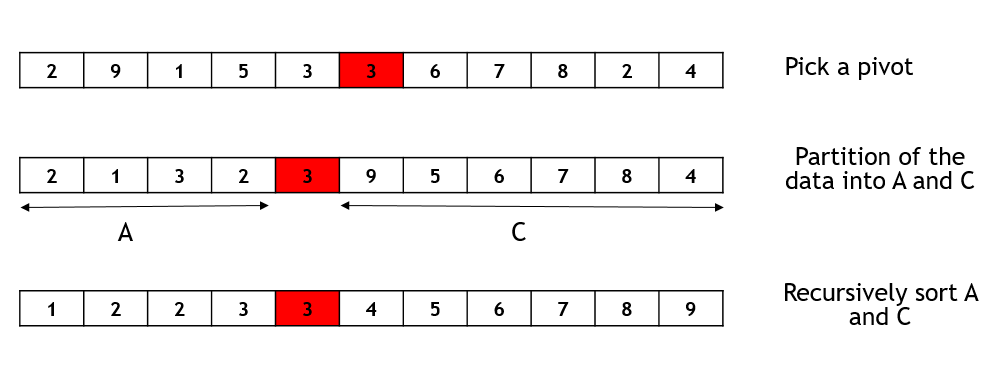 2 9 1 5 3 3 6 7 8 2 4
Pick a pivot
Partition of the
data into A and C
2 1 3 2 3 9 5 6 7 8 4
A C
Recursively sort A
and C
1 2 2 3 3 4 5 6 7 8 9